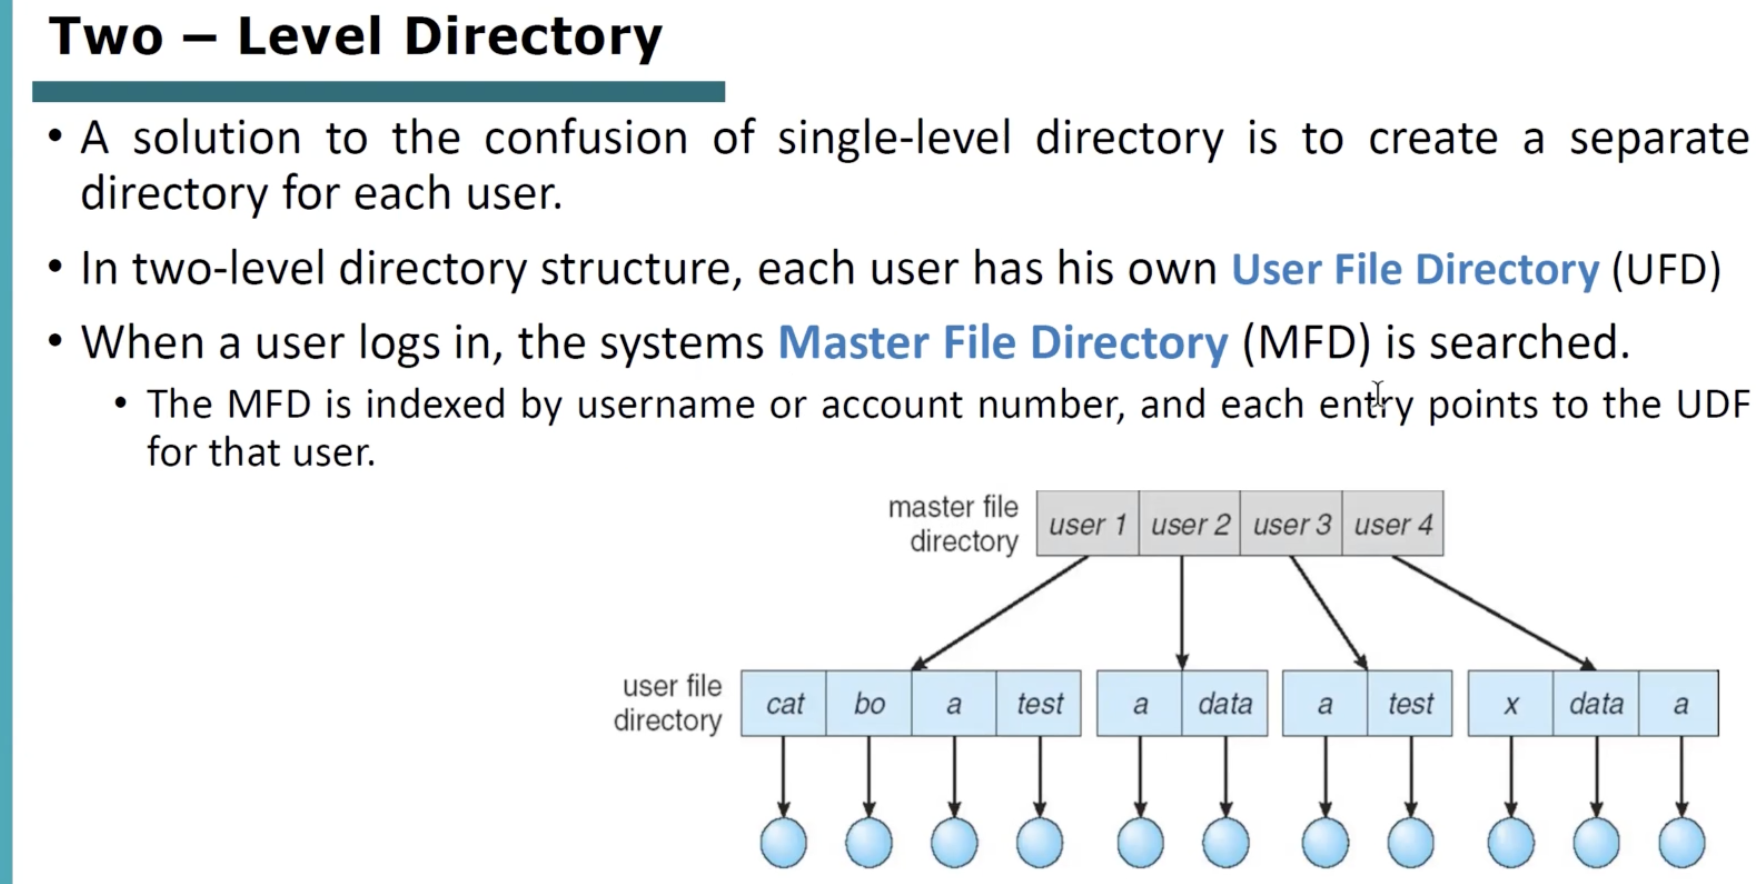 Two – Level Directory
• A solution to the confusion of single-level directory is to create a separate
directory for each user.
• In two-level directory structure, each user has his own User File Directory (UFD)
• When a user logs in, the systems Master File Directory (MFD) is searched.
• The MFD is indexed by username or account number, and each entry points to the UDF
for that user.
master file
directory
user 1 user 2 user 3 user 4
user file
directory
cat bo a test a data a test x data a